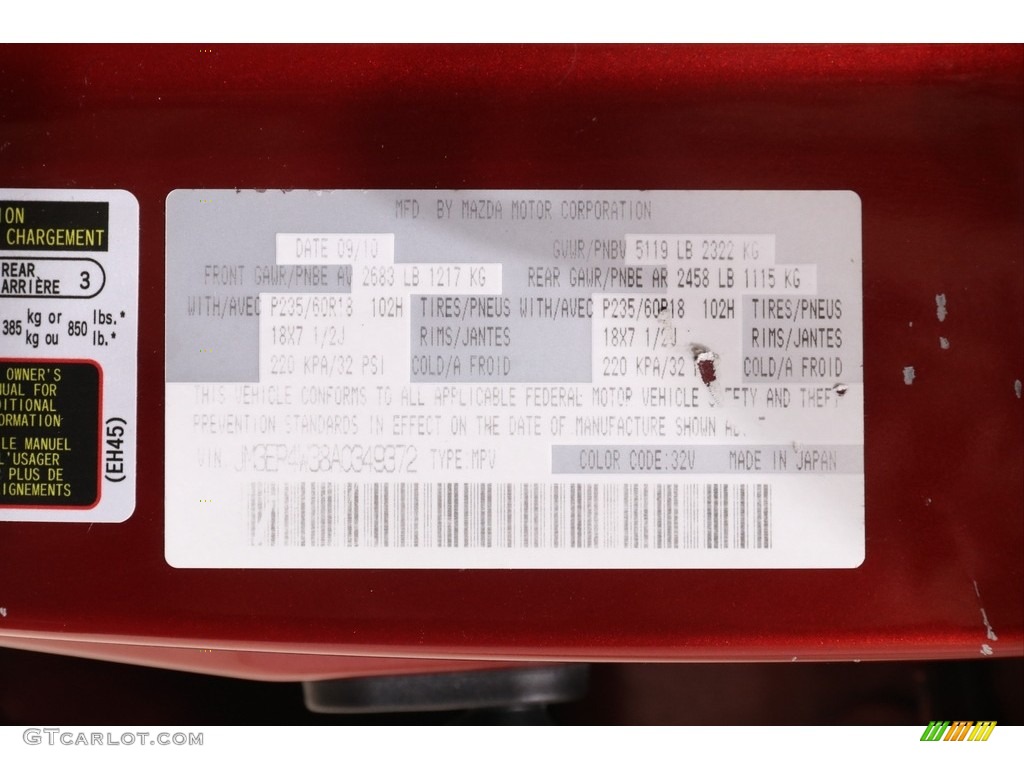 ION
CHARGEMENT
REAR
ARRIÈRE 3
385 kg or 850 lbs.*
kg ou lb.*
OWNER'S
UAL FOR
DITIONAL
ORMATION
LE MANUEL
L'USAGER
PLUS DE
IGNEMENTS
(EH45)
MFD BY MAZDA MOTOR CORPORATION
DATE 09/10 GVWR/PNBV 5119 LB 2322 KG
FRONT GAWR/PNBE AV 2683 LB 1217 KG REAR GAWR/PNBE AR 2458 LB 1115 KG
WITH/AVEC P235/60R18 102H TIRES/PNEUS WITH/AVEC P235/60R18 102H TIRES/PNEUS
18X7 1/2J RIMS/JANTES 18X7 1/2J RIMS/JANTES
220 KPA/32 PSI COLD/A FROID 220 KPA/32 COLD/A FROID
THIS VEHICLE CONFORMS TO ALL APPLICABLE FEDERAL MOTOR VEHICLE S ETY AND THEFT
PREVENTION STANDARDS IN EFFECT ON THE DATE OF MANUFACTURE SHOWN
VIN: JM3ER4W38A0349372 TYPE:MPV COLOR CODE:32V MADE IN JAPAN
GTcarlot.com